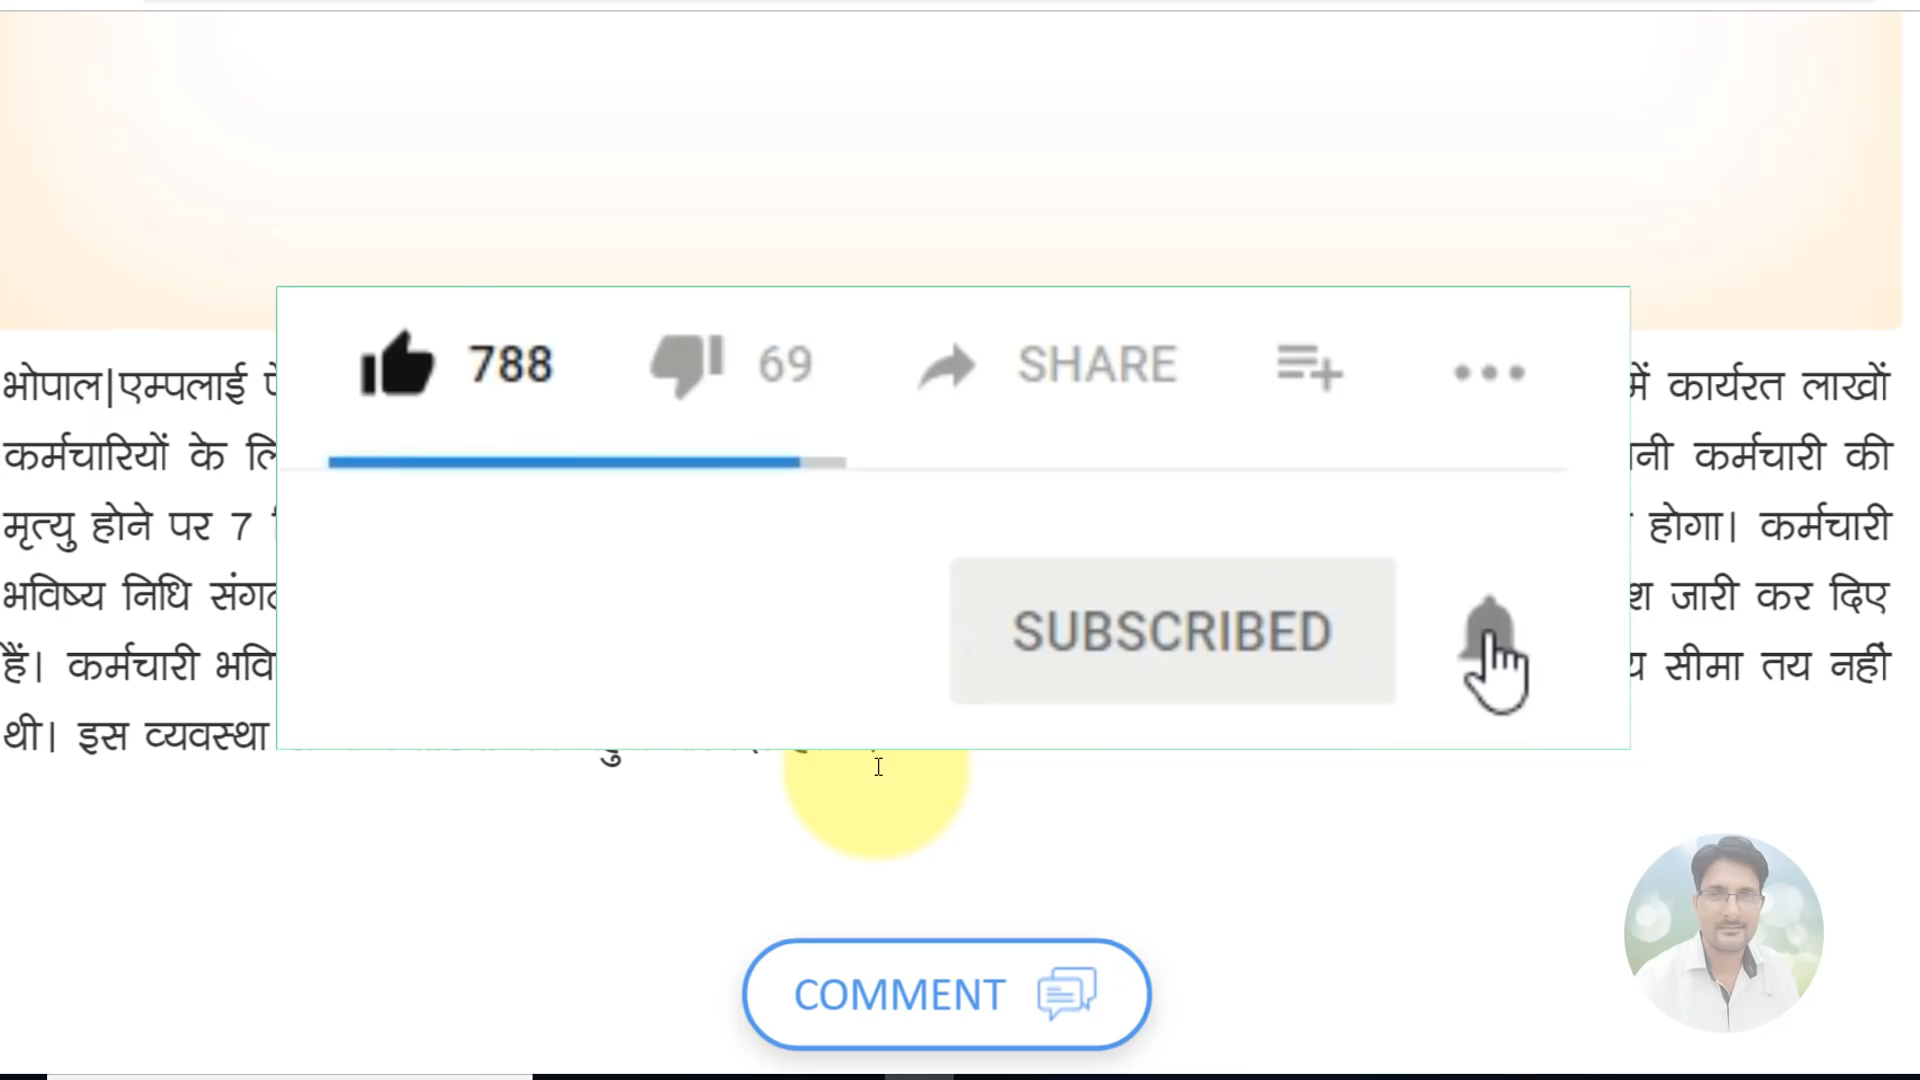 788 69 SHARE
भोपाल|एम्पलाई में कार्यरत लाखों
कर्मचारियों के कर्मचारी की
मृत्यु होने पर 7 होगा। कर्मचारी
भविष्य निधि जारी कर दिए
हैं। कर्मचारी सीमा तय नहीं
थी। इस व्यवस्था
SUBSCRIBED
COMMENT